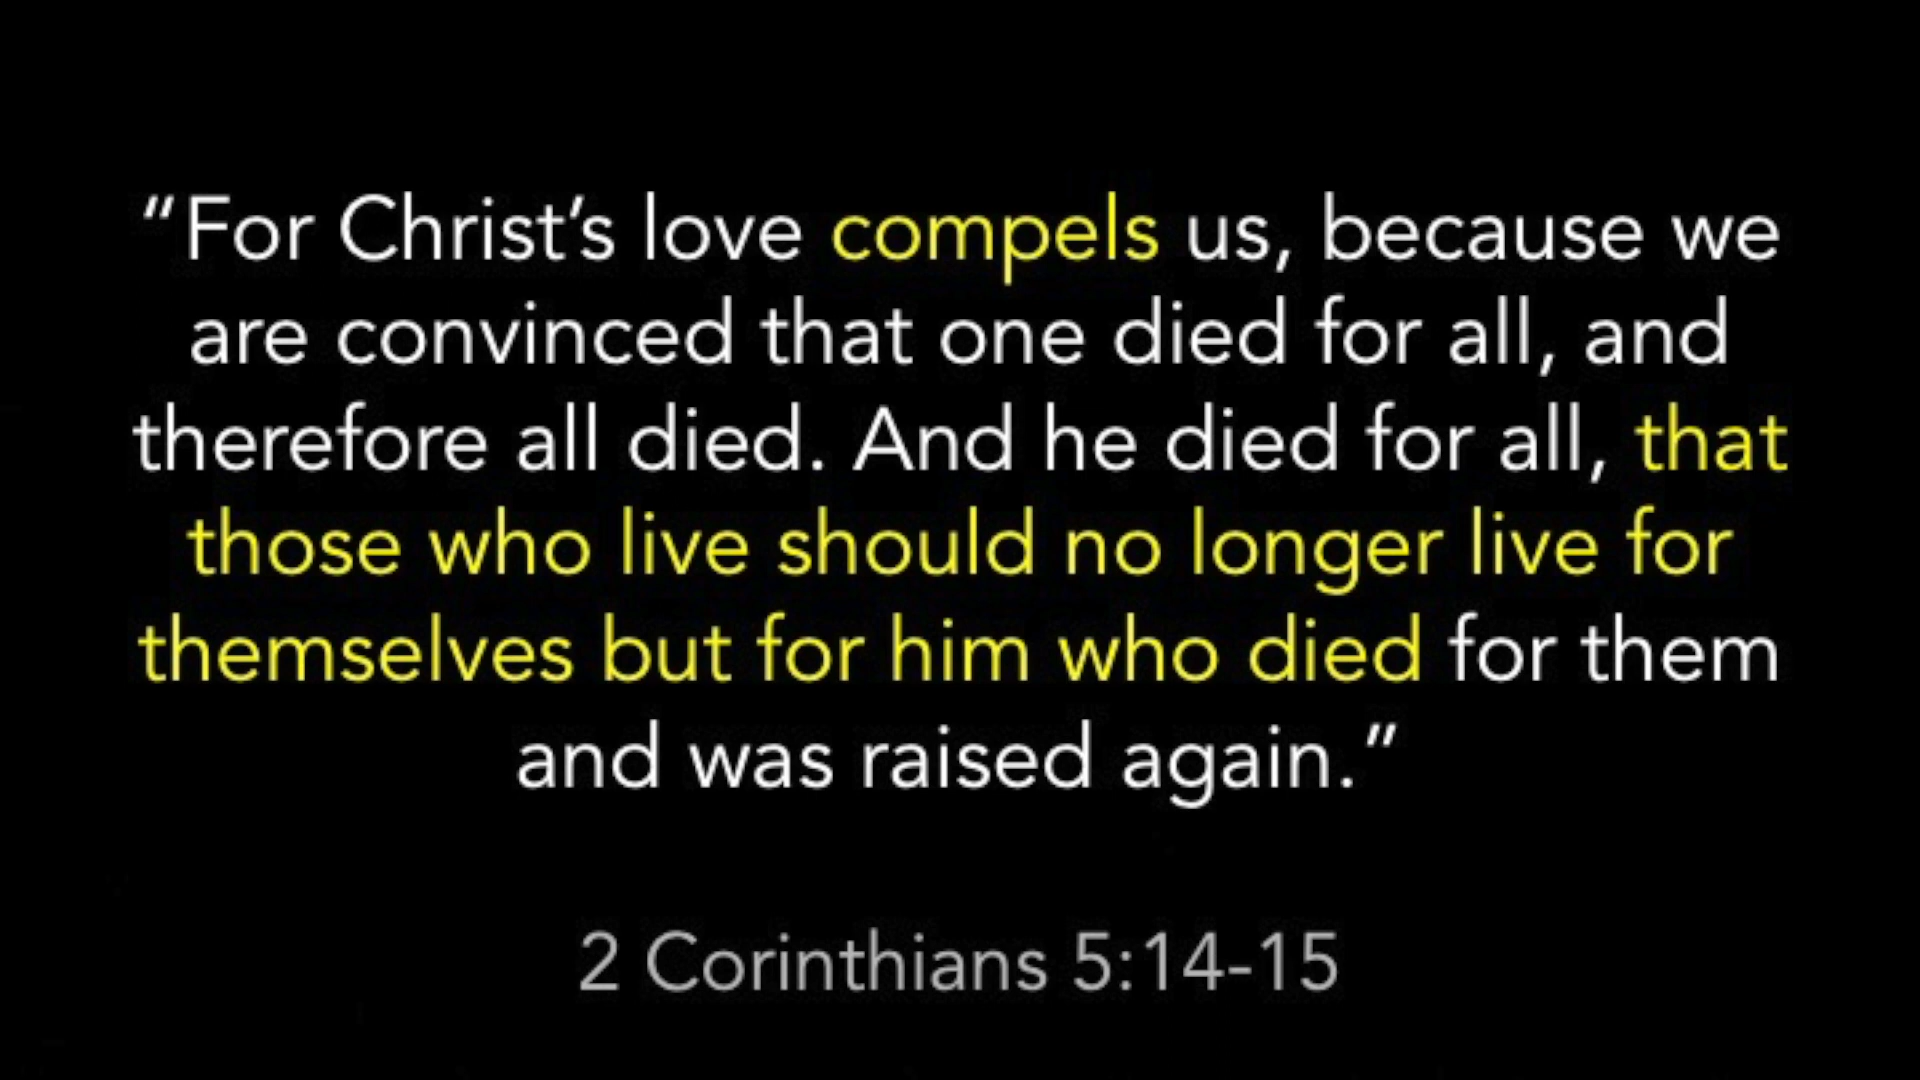 “For Christ’s love compels us, because we
are convinced that one died for all, and
therefore all died. And he died for all, that
those who live should no longer live for
themselves but for him who died for them
and was raised again.”
2 Corinthians 5:14-15